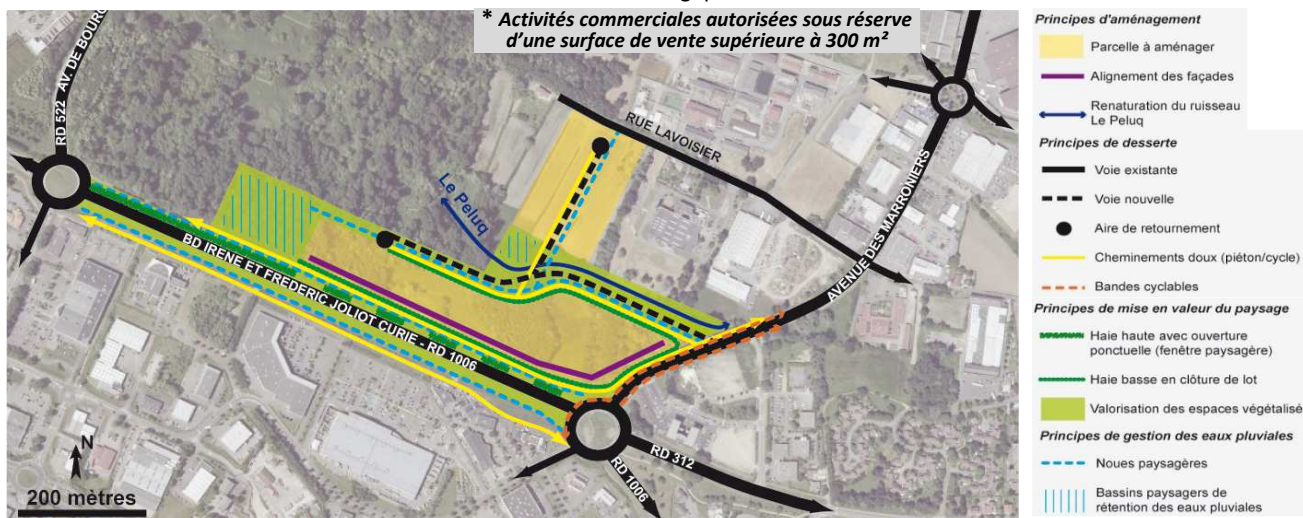 * Activités commerciales autorisées sous réserve
d'une surface de vente supérieure à 300 m²
RD 522 AV. DE BOURG
RUE LAVOISIER
Le Peluq
AVENUE DES MARRONIERS
BD IRENE ET FREDERIC JOLIOT CURIE - RD 1006
RD 312
RD 1006
N
200 mètres
Principes d'aménagement
Parcelle à aménager
Alignement des façades
Renaturation du ruisseau
Le Peluq
Principes de desserte
Voie existante
Voie nouvelle
Aire de retournement
Cheminements doux (piéton/cycle)
Bandes cyclables
Principes de mise en valeur du paysage
Haie haute avec ouverture
ponctuelle (fenêtre paysagère)
Haie basse en clôture de lot
Valorisation des espaces végétalisé
Principes de gestion des eaux pluviales
Noues paysagères
Bassins paysagers de
rétention des eaux pluviales